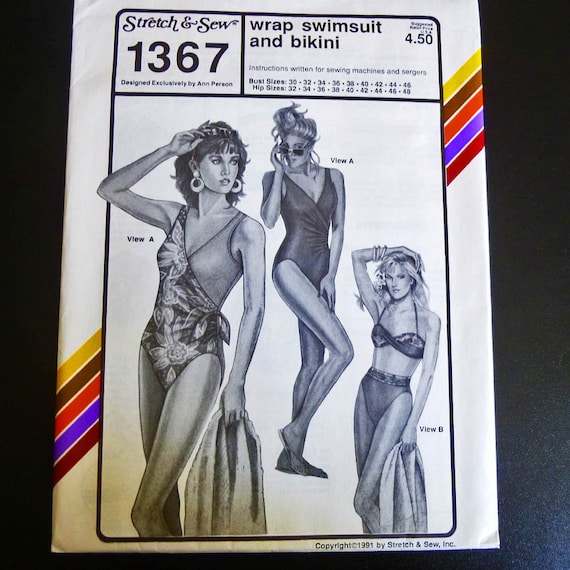 Stretch & Sew®
1367
Designed Exclusively by Ann Person
wrap swimsuit
and bikini
Suggested
Retail Price
U.S.A.
4.50
Instructions written for sewing machines and sergers
Bust Sizes: 30 • 32 • 34 • 36 • 38 • 40 • 42 • 44 • 46
Hip Sizes: 32 • 34 • 36 • 38 • 40 • 42 • 44 • 46 • 48
View A
View A
View B
Copyright©1991 by Stretch & Sew, Inc.